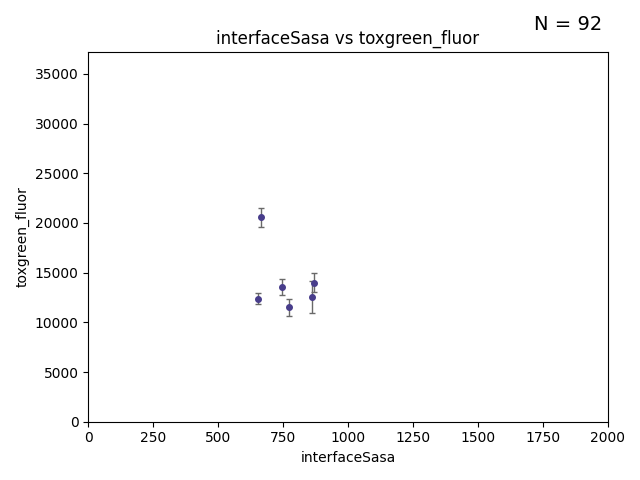 N = 92
interfaceSasa vs toxgreen_fluor
35000
30000
25000
20000
15000
10000
5000
0
toxgreen_fluor
0 250 500 750 1000 1250 1500 1750 2000
interfaceSasa